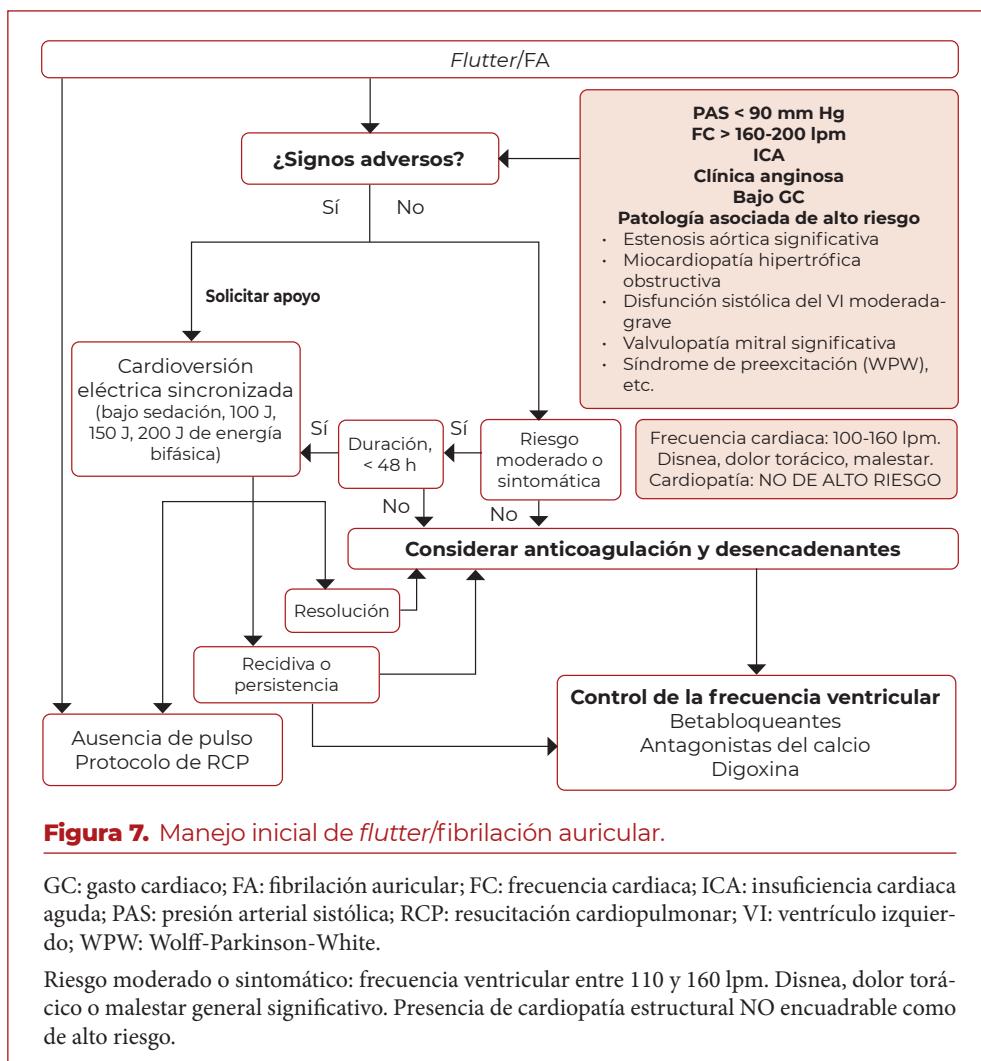 Flutter/FA
¿Signos adversos?
PAS < 90 mm Hg
FC > 160-200 lpm
ICA
Clínica anginosa
Bajo GC
Patología asociada de alto riesgo
• Estenosis aórtica significativa
• Miocardiopatía hipertrófica
obstructiva
• Disfunción sistólica del VI moderada-
grave
• Valvulopatía mitral significativa
• Síndrome de preexcitación (WPW),
etc.
Sí
No
Solicitar apoyo
Cardioversión
eléctrica sincronizada
(bajo sedación, 100 J,
150 J, 200 J de energía
bifásica)
Sí
Duración,
< 48 h
Sí
Riesgo
moderado o
sintomática
Frecuencia cardiaca: 100-160 lpm.
Disnea, dolor torácico, malestar.
Cardiopatía: NO DE ALTO RIESGO
No
No
Considerar anticoagulación y desencadenantes
Resolución
Recidiva o
persistencia
Ausencia de pulso
Protocolo de RCP
Control de la frecuencia ventricular
Betabloqueantes
Antagonistas del calcio
Digoxina
Figura 7. Manejo inicial de flutter/fibrilación auricular.
GC: gasto cardiaco; FA: fibrilación auricular; FC: frecuencia cardiaca; ICA: insuficiencia cardiaca
aguda; PAS: presión arterial sistólica; RCP: resucitación cardiopulmonar; VI: ventrículo izquier-
do; WPW: Wolff-Parkinson-White.
Riesgo moderado o sintomático: frecuencia ventricular entre 110 y 160 lpm. Disnea, dolor torá-
cico o malestar general significativo. Presencia de cardiopatía estructural NO encuadrable como
de alto riesgo.